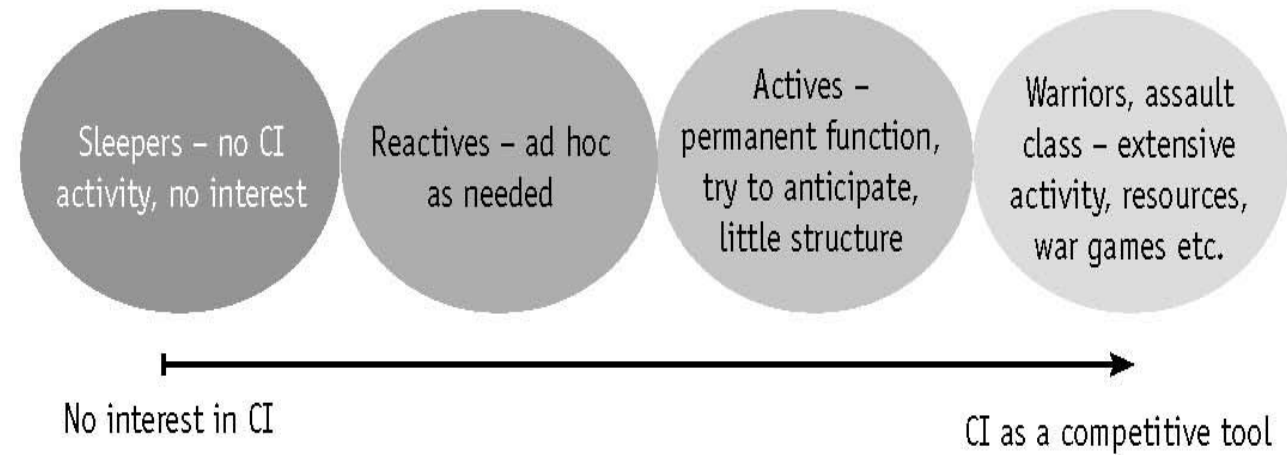 Sleepers – no CI
activity, no interest
Reactives – ad hoc
as needed
Actives –
permanent function,
try to anticipate,
little structure
Warriors, assault
class – extensive
activity, resources,
war games etc.
No interest in CI
CI as a competitive tool